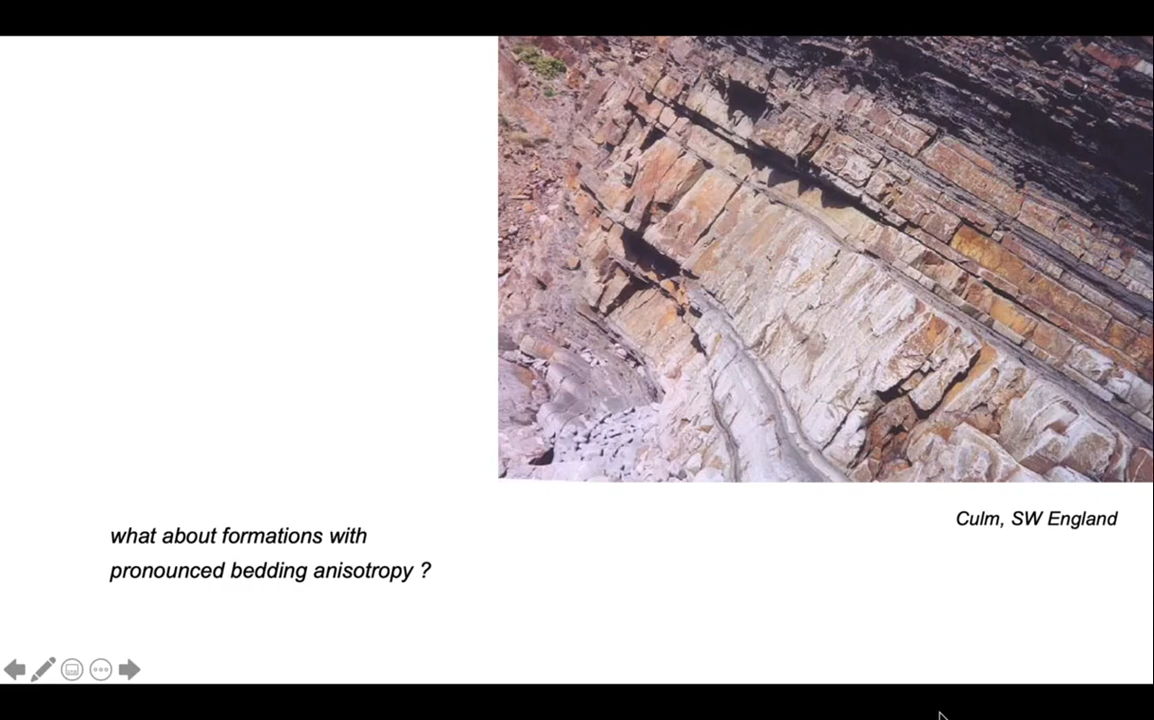 Culm, SW England
what about formations with
pronounced bedding anisotropy ?